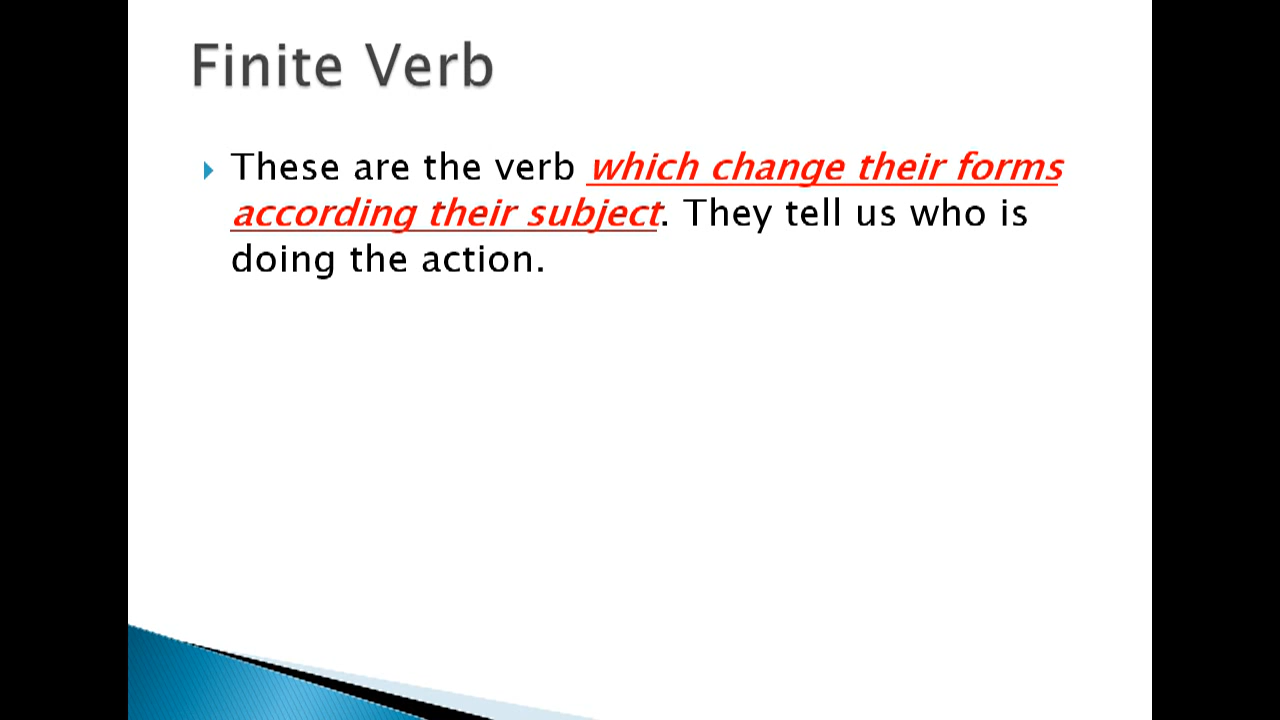 Finite Verb
These are the verb which change their forms
according their subject. They tell us who is
doing the action.